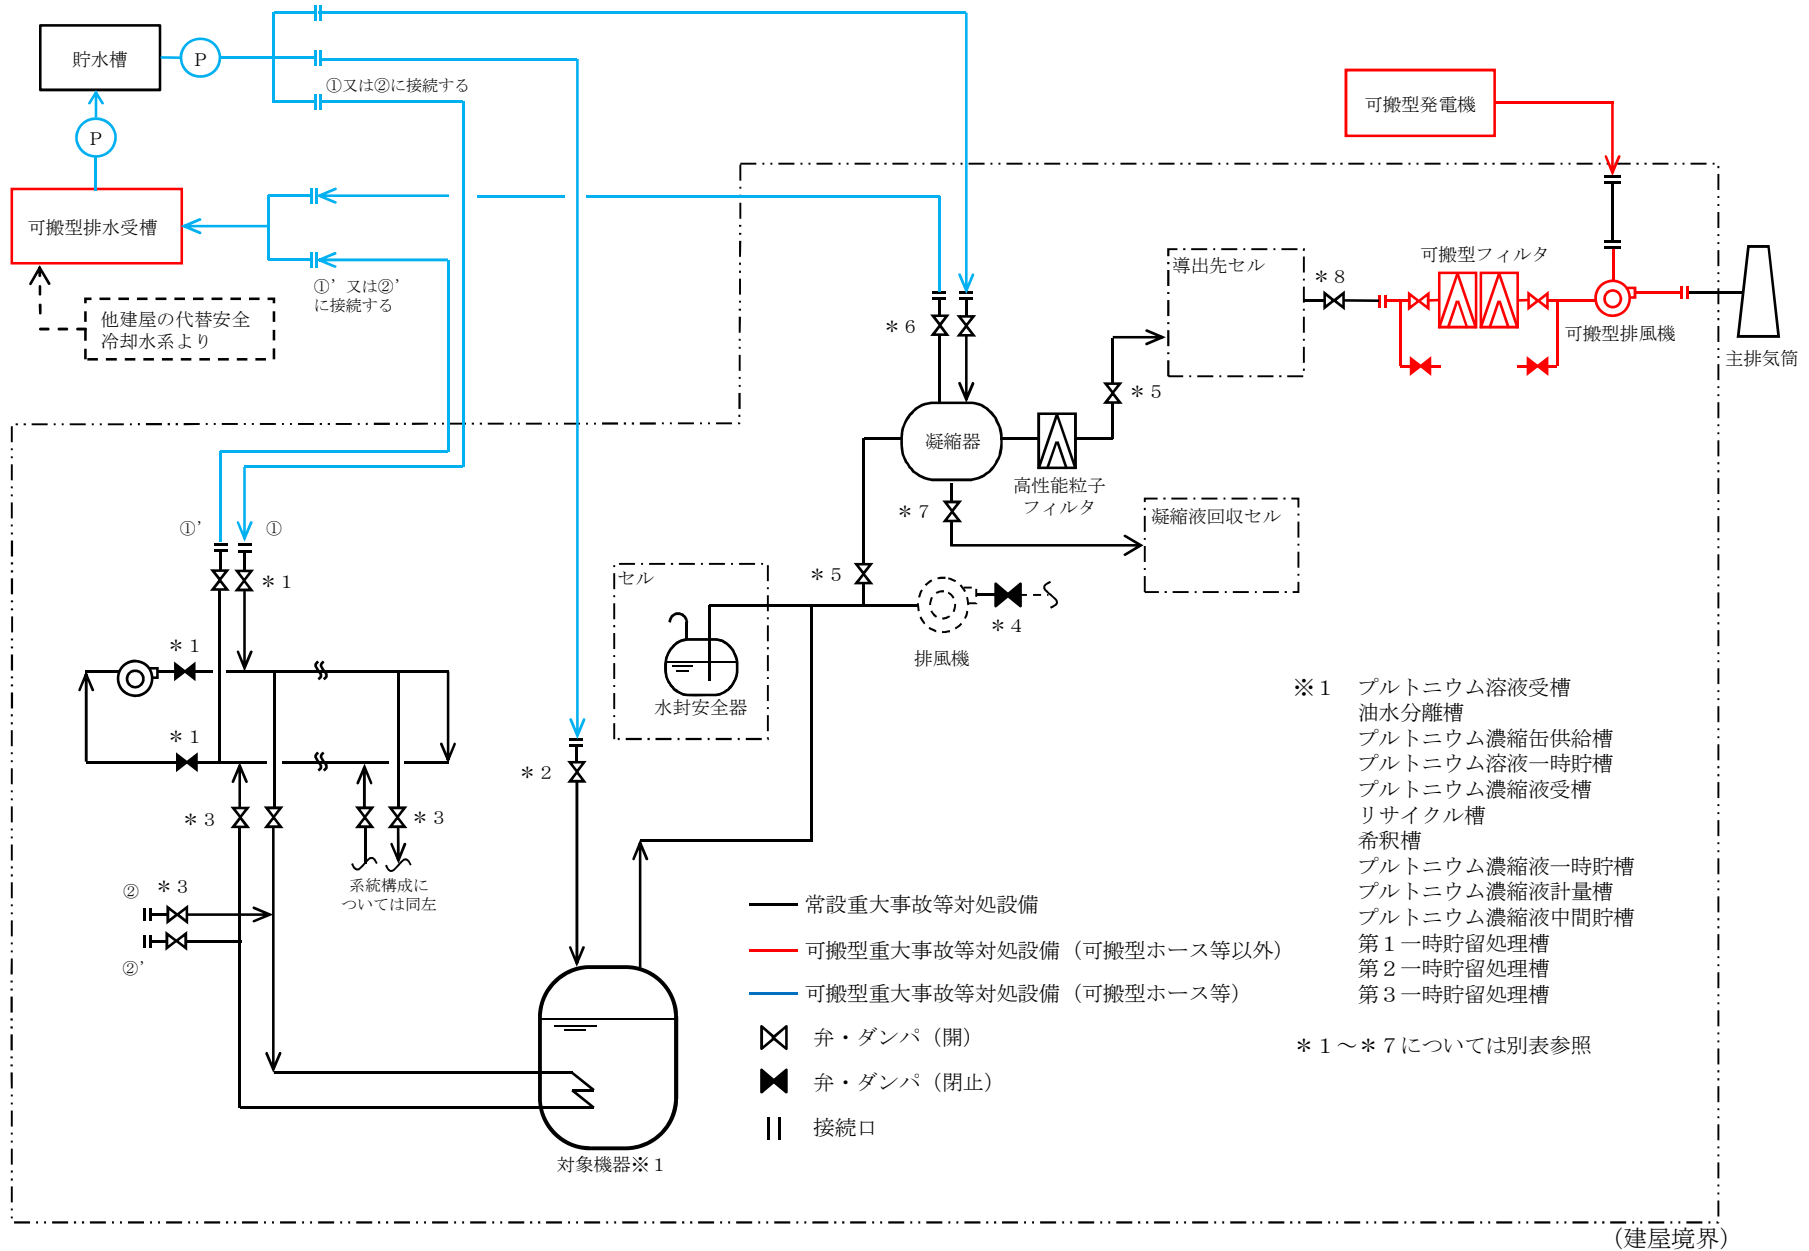 貯水槽
P
①又は②に接続する
P
可搬型排水受槽
①’又は②’
に接続する
他建屋の代替安全
冷却水系より
可搬型発電機
導出先セル
＊８
可搬型フィルタ
可搬型排風機
主排気筒
＊６
＊５
凝縮器
高性能粒子
フィルタ
＊７
凝縮液回収セル
①’
①
＊１
＊５
セル
＊４
排風機
水封安全器
＊１
＊１
＊２
＊３
＊３
系統構成に
ついては同左
②
＊３
②’
対象機器※１
常設重大事故等対処設備
可搬型重大事故等対処設備（可搬型ホース等以外）
可搬型重大事故等対処設備（可搬型ホース等）
弁・ダンパ（開）
弁・ダンパ（閉止）
接続口
※１　プルトニウム溶液受槽
油水分離槽
プルトニウム濃縮缶供給槽
プルトニウム溶液一時貯槽
プルトニウム濃縮液受槽
リサイクル槽
希釈槽
プルトニウム濃縮液一時貯槽
プルトニウム濃縮液計量槽
プルトニウム濃縮液中間貯槽
第１一時貯留処理槽
第２一時貯留処理槽
第３一時貯留処理槽
＊１～＊７については別表参照
（建屋境界）